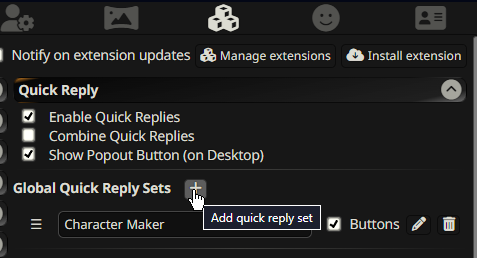 Notify on extension updates Manage extensions Install extension
Quick Reply
Enable Quick Replies
Combine Quick Replies
Show Popout Button (on Desktop)
Global Quick Reply Sets
Add quick reply set
Character Maker Buttons